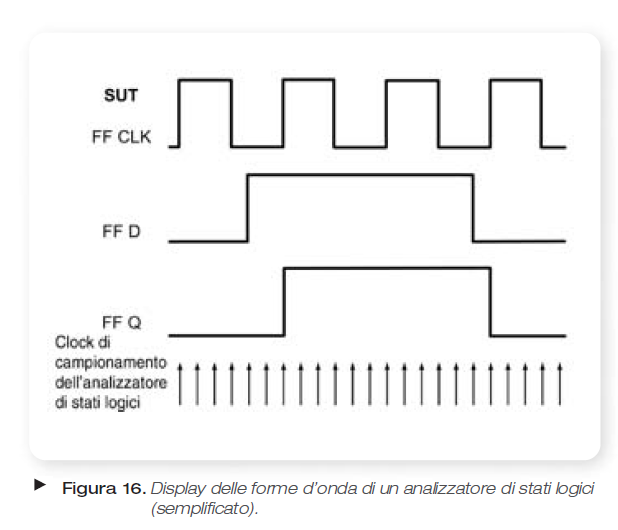 SUT
FF CLK
FF D
FF Q
Clock di
campionamento
dell'analizzatore
di stati logici
Figura 16. Display delle forme d'onda di un analizzatore di stati logici
(semplificato).